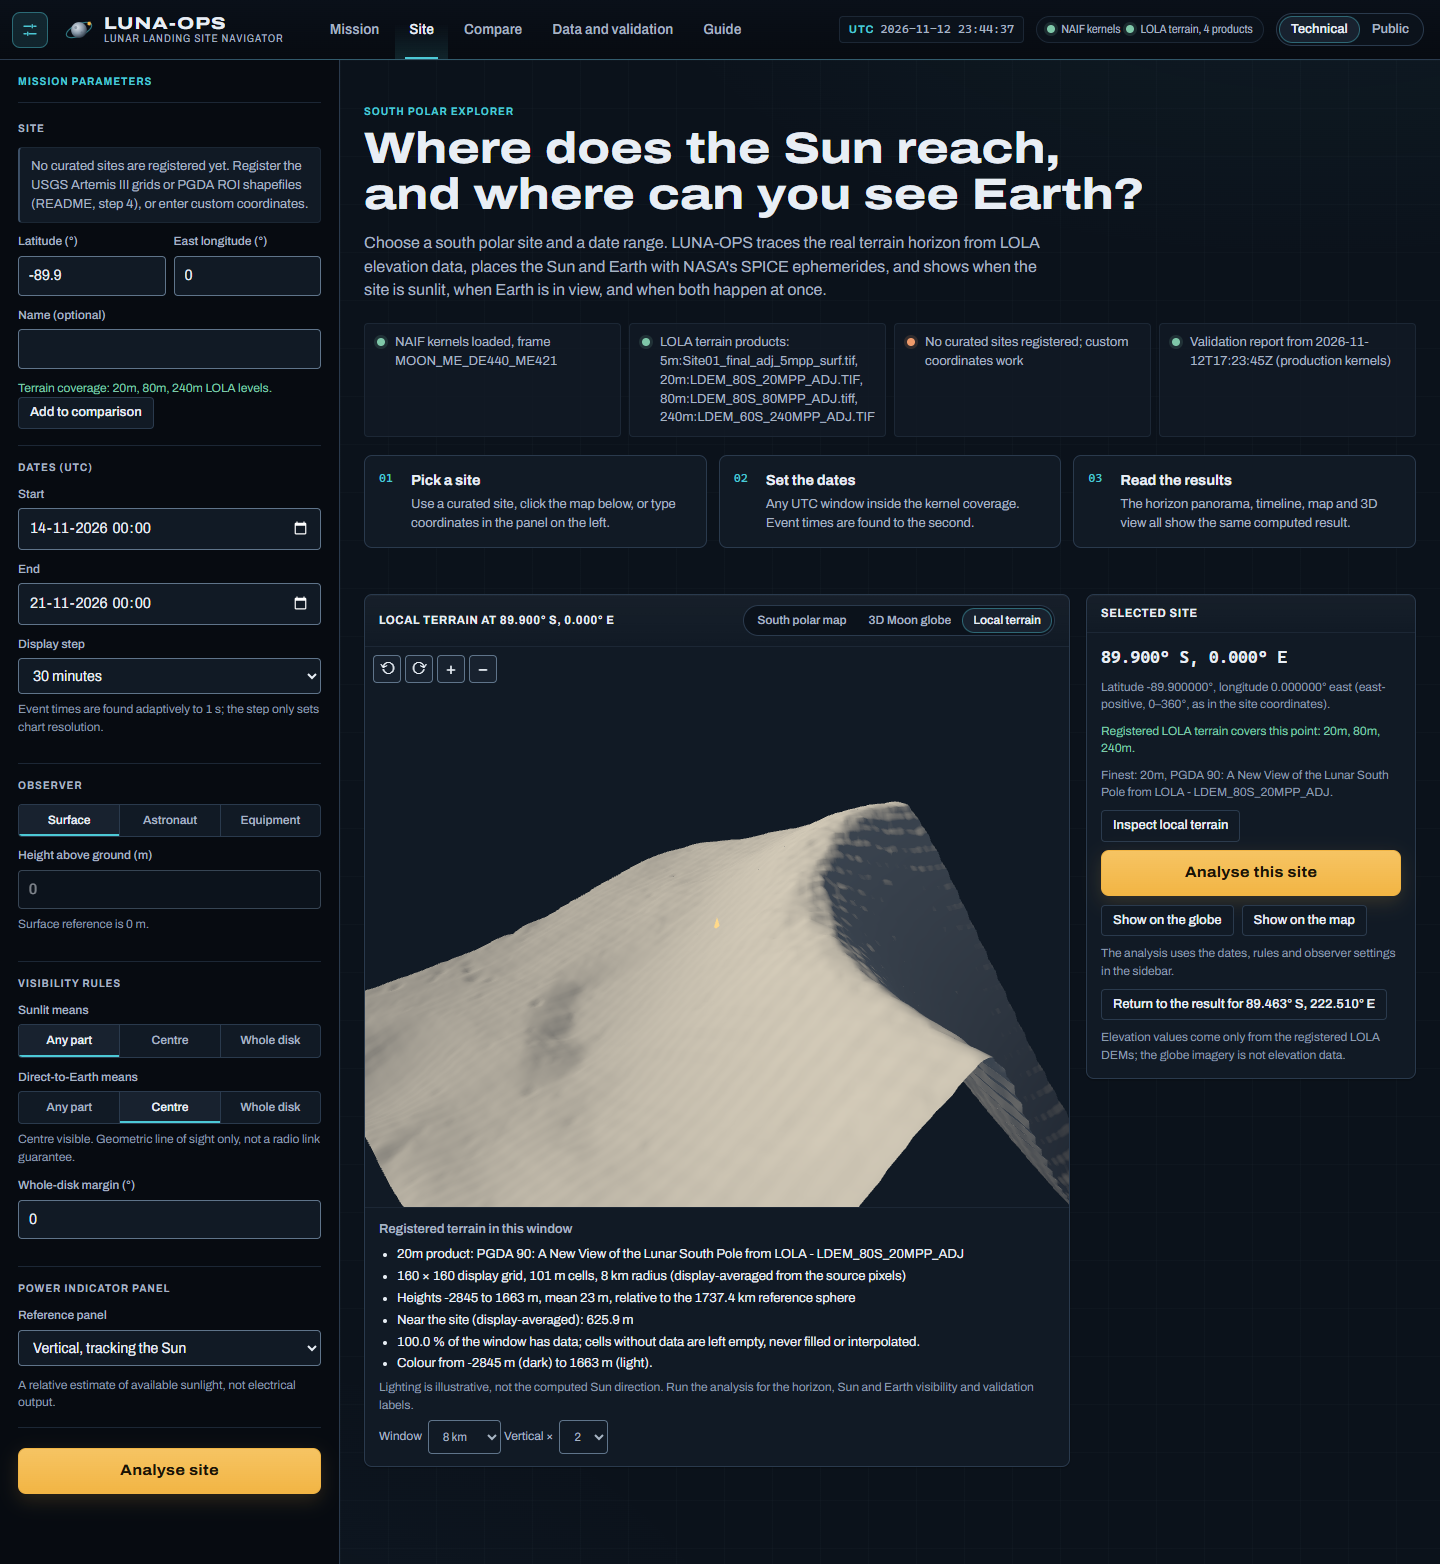 LUNA-OPS
LUNAR LANDING SITE NAVIGATOR
Mission
Site
Compare
Data and validation
Guide
UTC 2026-11-12 23:44:37
NAIF kernels
LOLA terrain, 4 products
Technical
Public
MISSION PARAMETERS
SITE
No curated sites are registered yet. Register the
USGS Artemis III grids or PGDA ROI shapefiles
(README, step 4), or enter custom coordinates.
Latitude (°)
East longitude (°)
-89.9
0
Name (optional)
Terrain coverage: 20m, 80m, 240m LOLA levels.
Add to comparison
DATES (UTC)
Start
14-11-2026 00:00
End
21-11-2026 00:00
Display step
30 minutes
Event times are found adaptively to 1 s; the step only sets
chart resolution.
OBSERVER
Surface
Astronaut
Equipment
Height above ground (m)
0
Surface reference is 0 m.
VISIBILITY RULES
Sunlit means
Any part
Centre
Whole disk
Direct-to-Earth means
Any part
Centre
Whole disk
Centre visible. Geometric line of sight only, not a radio link
guarantee.
Whole-disk margin (°)
0
POWER INDICATOR PANEL
Reference panel
Vertical, tracking the Sun
A relative estimate of available sunlight, not electrical
output.
Analyse site
SOUTH POLAR EXPLORER
Where does the Sun reach,
and where can you see Earth?
Choose a south polar site and a date range. LUNA-OPS traces the real terrain horizon from LOLA
elevation data, places the Sun and Earth with NASA's SPICE ephemerides, and shows when the
site is sunlit, when Earth is in view, and when both happen at once.
NAIF kernels loaded, frame
MOON_ME_DE440_ME421
LOLA terrain products:
5m:Site01_final_adj_5mpp_surf.tif,
20m:LDEM_80S_20MPP_ADJ.TIF,
80m:LDEM_80S_80MPP_ADJ.tiff,
240m:LDEM_60S_240MPP_ADJ.TIF
No curated sites registered; custom
coordinates work
Validation report from 2026-11-
12T17:23:45Z (production kernels)
01
Pick a site
Use a curated site, click the map below, or type
coordinates in the panel on the left.
02
Set the dates
Any UTC window inside the kernel coverage.
Event times are found to the second.
03
Read the results
The horizon panorama, timeline, map and 3D
view all show the same computed result.
LOCAL TERRAIN AT 89.900° S, 0.000° E
South polar map
3D Moon globe
Local terrain
+
−
Registered terrain in this window
• 20m product: PGDA 90: A New View of the Lunar South Pole from LOLA - LDEM_80S_20MPP_ADJ
• 160 × 160 display grid, 101 m cells, 8 km radius (display-averaged from the source pixels)
• Heights -2845 to 1663 m, mean 23 m, relative to the 1737.4 km reference sphere
• Near the site (display-averaged): 625.9 m
• 100.0 % of the window has data; cells without data are left empty, never filled or interpolated.
• Colour from -2845 m (dark) to 1663 m (light).
Lighting is illustrative, not the computed Sun direction. Run the analysis for the horizon, Sun and Earth visibility and validation
labels.
Window
8 km
Vertical ×
2
SELECTED SITE
89.900° S, 0.000° E
Latitude -89.900000°, longitude 0.000000° east (east-
positive, 0–360°, as in the site coordinates).
Registered LOLA terrain covers this point: 20m, 80m,
240m.
Finest: 20m, PGDA 90: A New View of the Lunar South
Pole from LOLA - LDEM_80S_20MPP_ADJ.
Inspect local terrain
Analyse this site
Show on the globe
Show on the map
The analysis uses the dates, rules and observer settings
in the sidebar.
Return to the result for 89.463° S, 222.510° E
Elevation values come only from the registered LOLA
DEMs; the globe imagery is not elevation data.